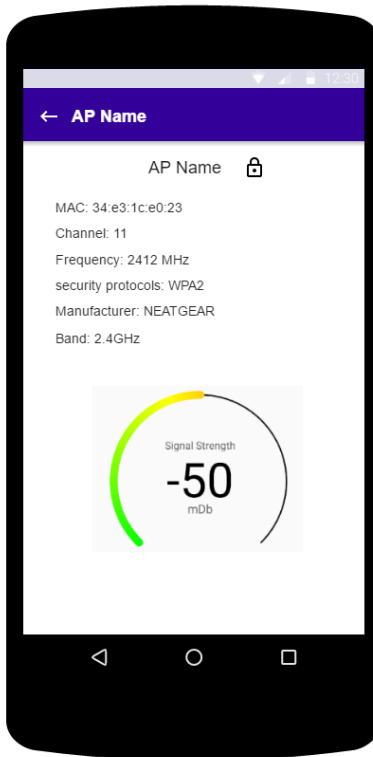 12:30
AP Name
AP Name
MAC: 34:e3:1c:e0:23
Channel: 11
Frequency: 2412 MHz
security protocols: WPA2
Manufacturer: NEATGEAR
Band: 2.4GHz
Signal Strength
-50
mDb